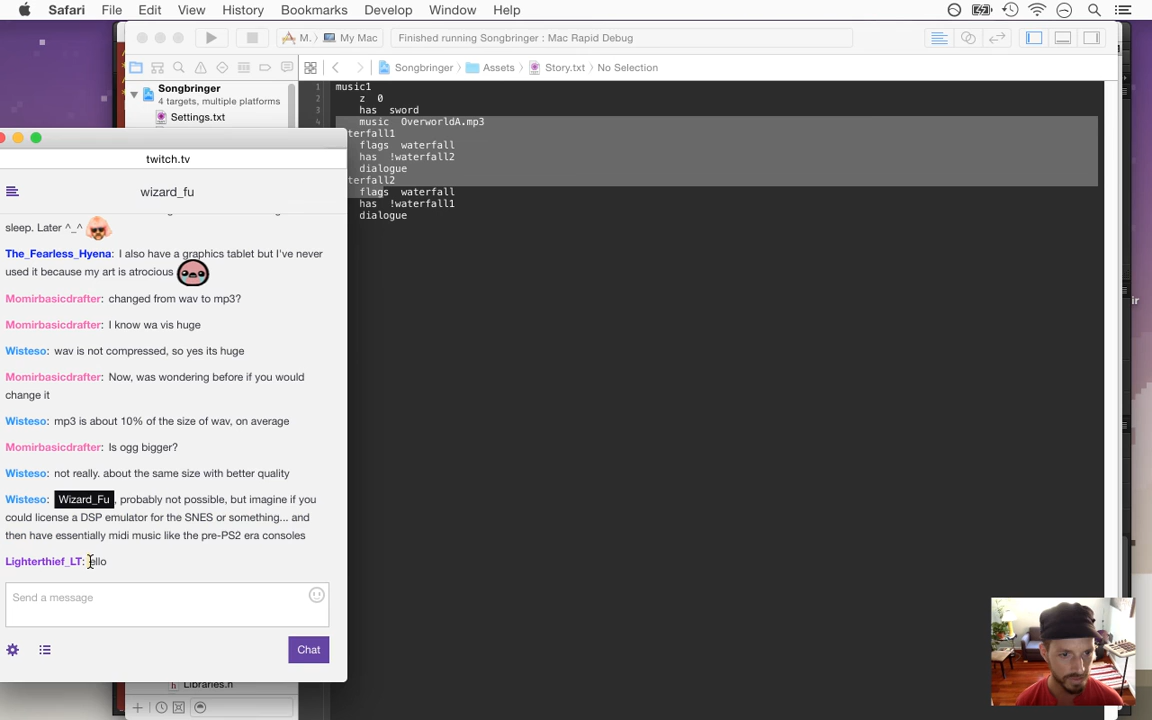 Safari File Edit View History Bookmarks Develop Window Help
M. My Mac Finished running Songbringer : Mac Rapid Debug
Songbringer Assets Story.txt No Selection
Songbringer
4 targets, multiple platforms
Settings.txt
1 music1
2 z 0
3 has sword
4 music OverworldA.mp3
terfall1
flags waterfall
has !waterfall2
dialogue
terfall2
flags waterfall
has !waterfall1
dialogue
twitch.tv
wizard_fu
sleep. Later ^_^
The_Fearless_Hyena: I also have a graphics tablet but I've never
used it because my art is atrocious
Momirbasicdrafter: changed from wav to mp3?
Momirbasicdrafter: I know wa vis huge
Wisteso: wav is not compressed, so yes its huge
Momirbasicdrafter: Now, was wondering before if you would
change it
Wisteso: mp3 is about 10% of the size of wav, on average
Momirbasicdrafter: Is ogg bigger?
Wisteso: not really. about the same size with better quality
Wisteso: Wizard_Fu, probably not possible, but imagine if you
could license a DSP emulator for the SNES or something... and
then have essentially midi music like the pre-PS2 era consoles
Lighterthief_LT: ello
Send a message
Chat
Libraries.h
ir